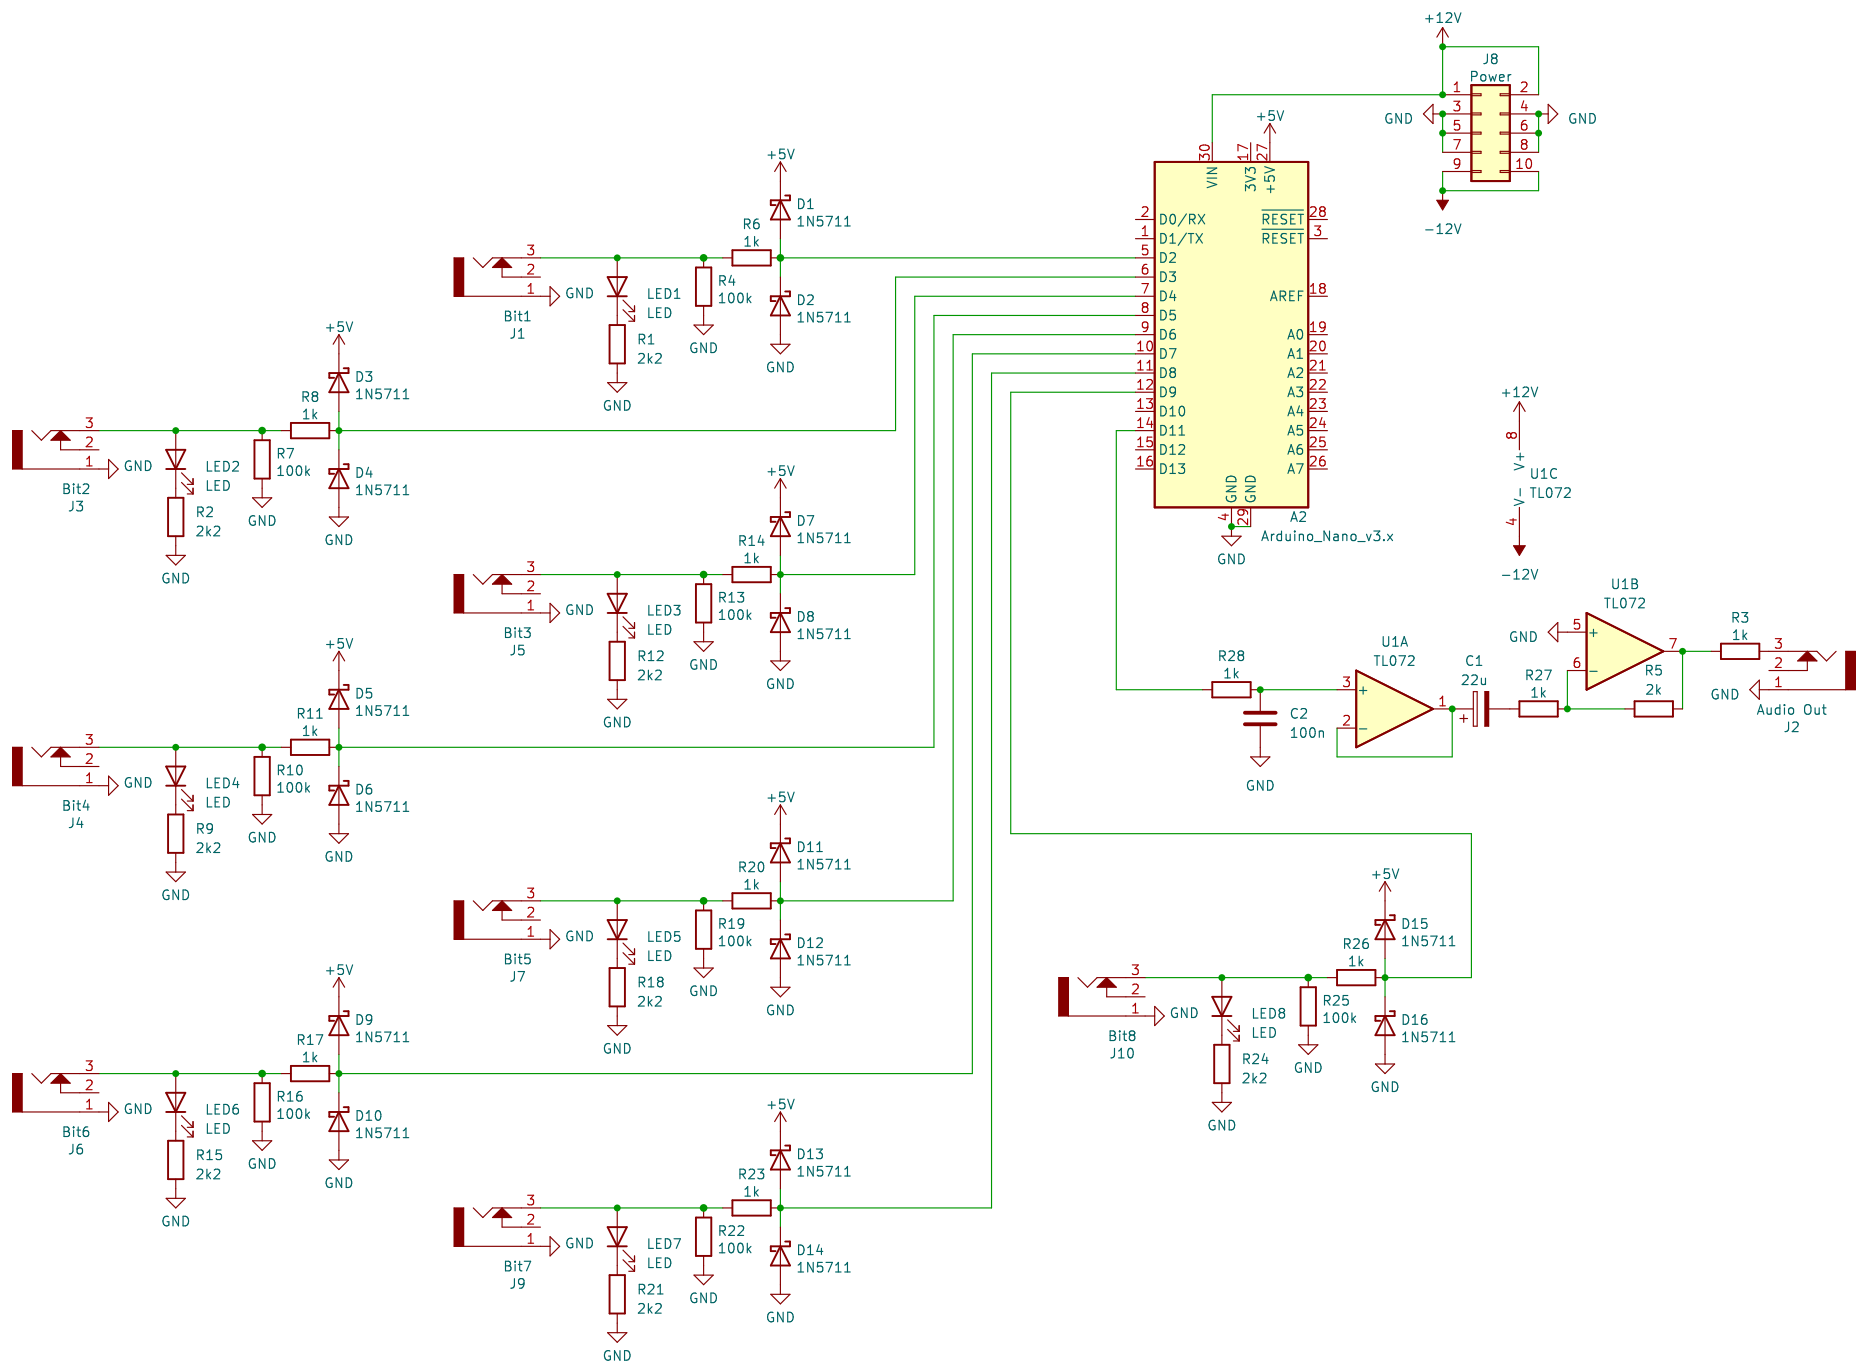 +12V
J8
Power
1
2
3
4
5
6
7
8
9
10
GND
GND
-12V
+5V
30
17
27
VIN
3V3
+5V
2
D0/RX
1
D1/TX
5
D2
6
D3
7
D4
8
D5
9
D6
10
D7
11
D8
12
D9
13
D10
14
D11
15
D12
16
D13
RESET
28
RESET
3
AREF
18
A0
19
A1
20
A2
21
A3
22
A4
23
A5
24
A6
25
A7
26
GND
GND
4
29
A2
Arduino_Nano_v3.x
GND
+5V
D1
1N5711
R6
1k
3
2
1
GND
Bit1
J1
LED1
LED
R1
2k2
GND
R4
100k
GND
D2
1N5711
GND
+5V
D3
1N5711
R8
1k
3
2
1
GND
Bit2
J3
LED2
LED
R2
2k2
GND
R7
100k
GND
D4
1N5711
GND
+5V
D7
1N5711
R14
1k
3
2
1
GND
Bit3
J5
LED3
LED
R12
2k2
GND
R13
100k
GND
D8
1N5711
GND
+5V
D5
1N5711
R11
1k
3
2
1
GND
Bit4
J4
LED4
LED
R9
2k2
GND
R10
100k
GND
D6
1N5711
GND
+5V
D11
1N5711
R20
1k
3
2
1
GND
Bit5
J7
LED5
LED
R18
2k2
GND
R19
100k
GND
D12
1N5711
GND
+5V
D9
1N5711
R17
1k
3
2
1
GND
Bit6
J6
LED6
LED
R15
2k2
GND
R16
100k
GND
D10
1N5711
GND
+5V
D13
1N5711
R23
1k
3
2
1
GND
Bit7
J9
LED7
LED
R21
2k2
GND
R22
100k
GND
D14
1N5711
GND
+12V
8
V+
U1C
TL072
V-
4
-12V
R28
1k
C2
100n
GND
U1A
TL072
3
+
2
-
1
C1
22u
+
R27
1k
U1B
TL072
GND
5
+
6
-
7
R5
2k
R3
1k
3
2
1
GND
Audio Out
J2
+5V
D15
1N5711
R26
1k
3
2
1
GND
Bit8
J10
LED8
LED
R24
2k2
GND
R25
100k
GND
D16
1N5711
GND